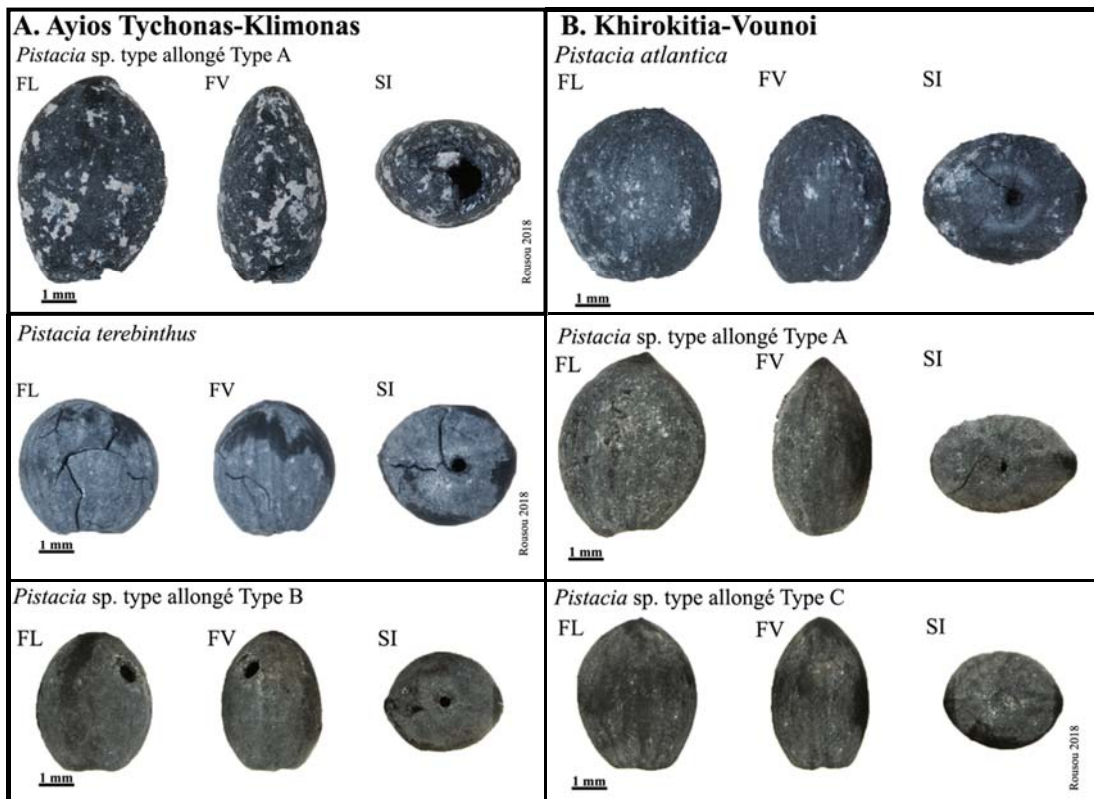 A. Ayios Tychonas-Klimonas
Pistacia sp. type allongé Type A
FL FV SI
1 mm
Rousou 2018
Pistacia terebinthus
FL FV SI
1 mm
Rousou 2018
Pistacia sp. type allongé Type B
FL FV SI
1 mm
B. Khirokitia-Vounoi
Pistacia atlantica
FL FV SI
1 mm
Pistacia sp. type allongé Type A
FL FV SI
1 mm
Pistacia sp. type allongé Type C
FL FV SI
1 mm
Rousou 2018